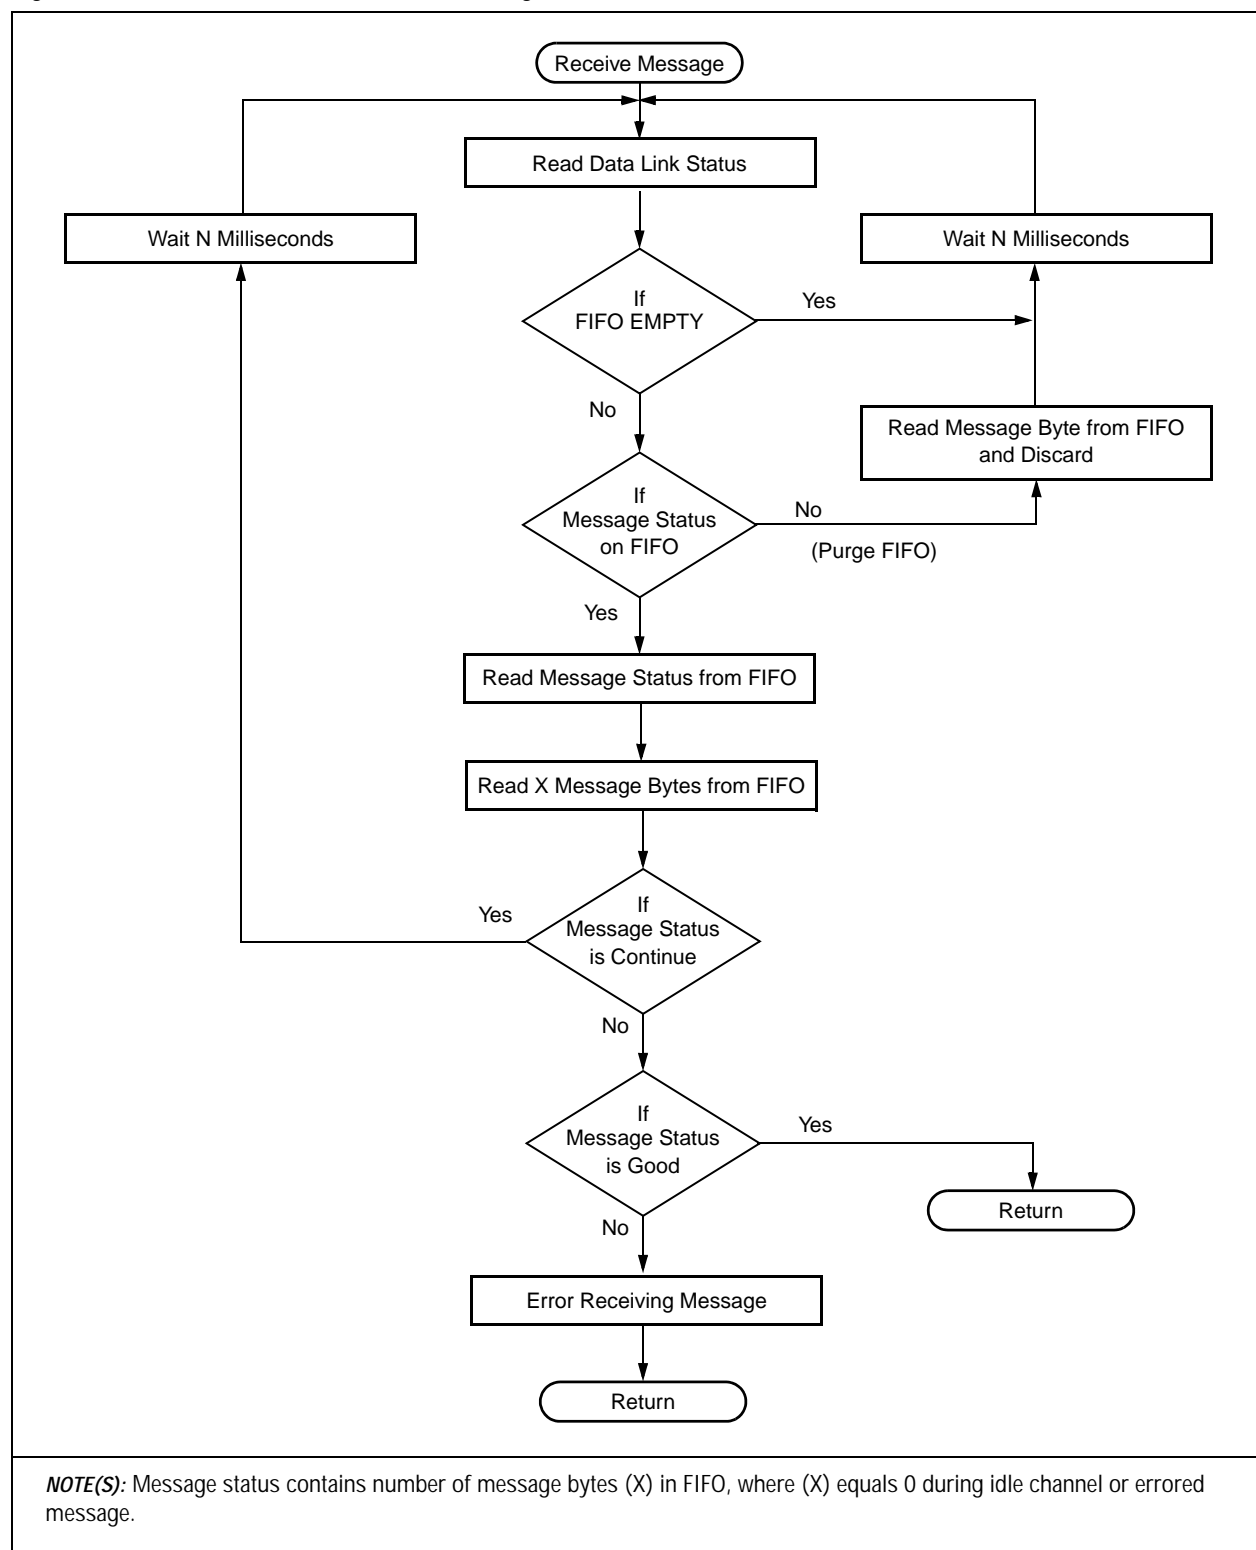 Receive Message
Read Data Link Status
Wait N Milliseconds
Wait N Milliseconds
If
FIFO EMPTY
Yes
No
Read Message Byte from FIFO
and Discard
If
Message Status
on FIFO
No
(Purge FIFO)
Yes
Read Message Status from FIFO
Read X Message Bytes from FIFO
Yes
If
Message Status
is Continue
No
If
Message Status
is Good
Yes
Return
No
Error Receiving Message
Return
NOTE(S): Message status contains number of message bytes (X) in FIFO, where (X) equals 0 during idle channel or errored
message.